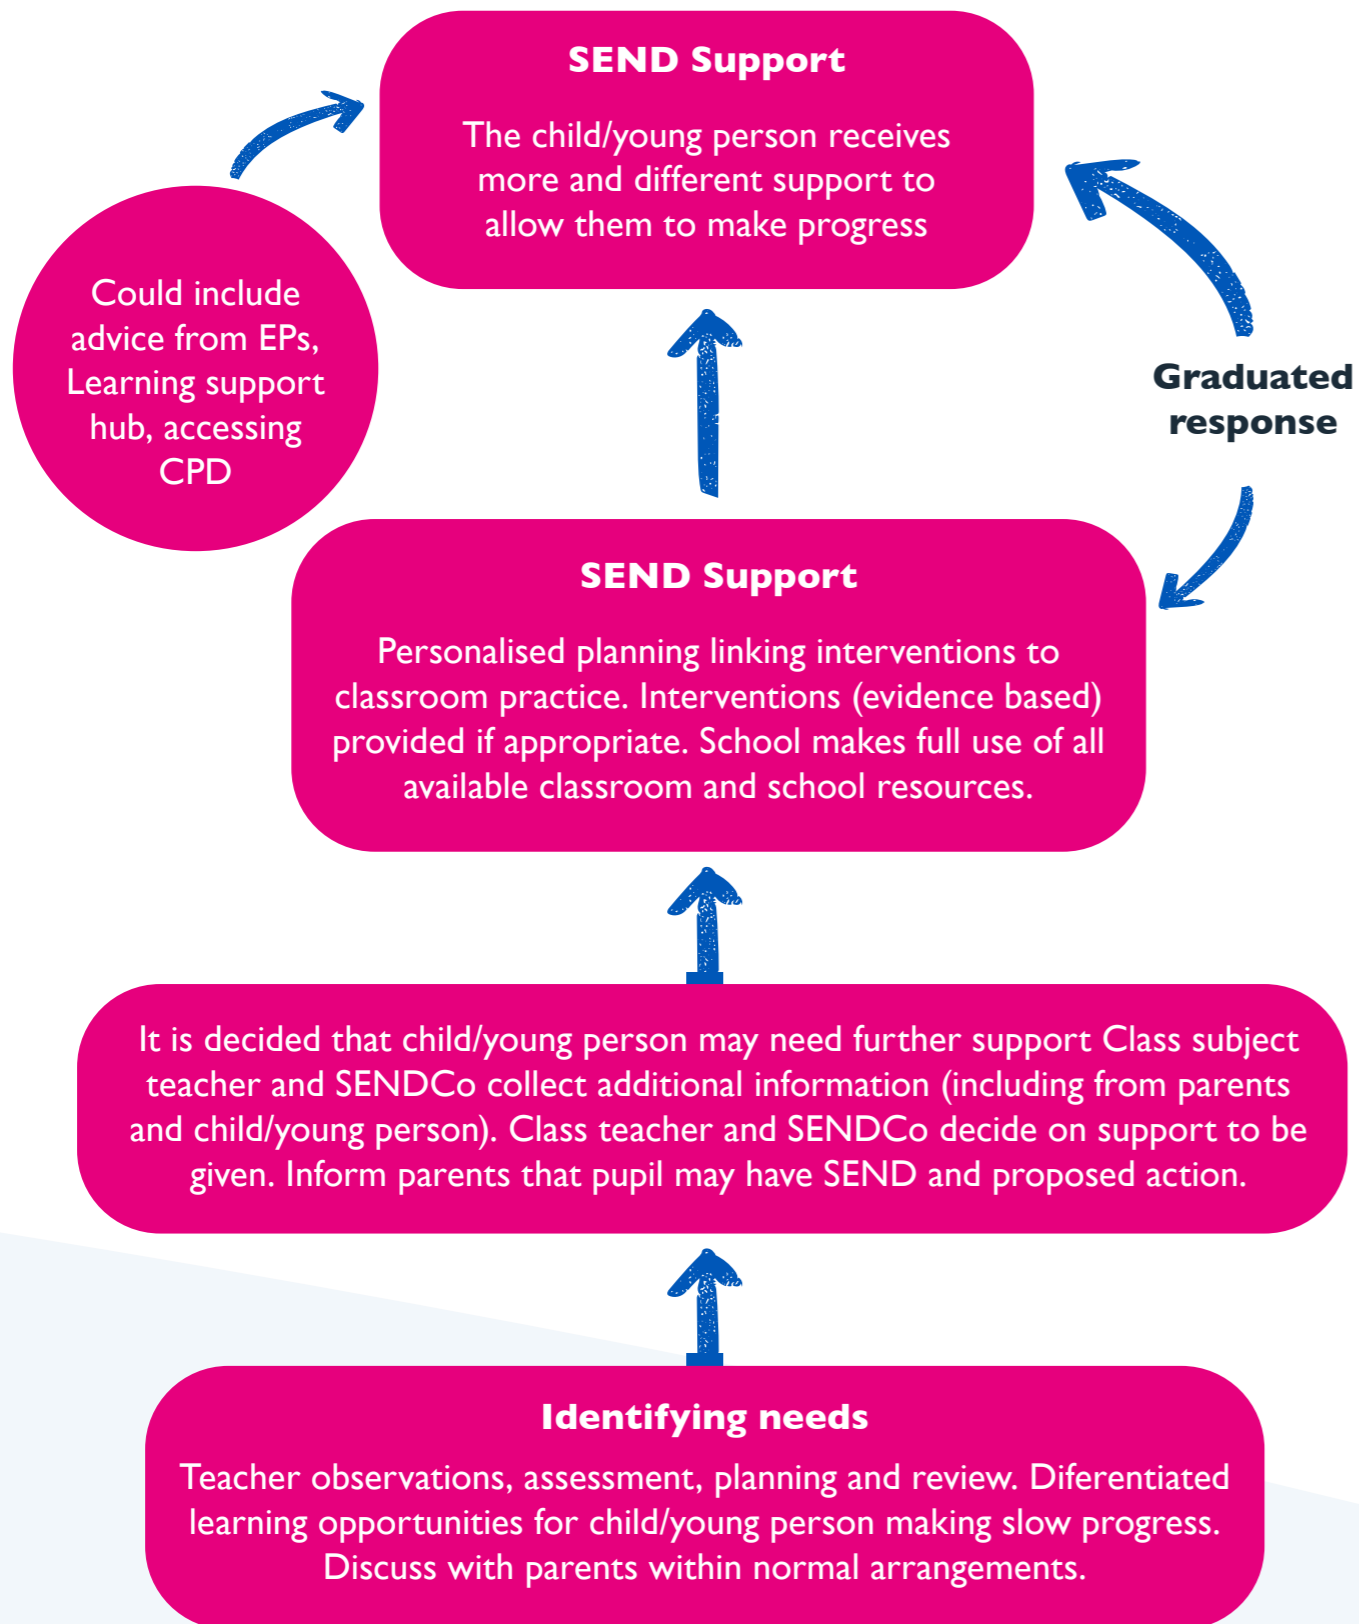 SEND Support
The child/young person receives
more and different support to
allow them to make progress
Could include
advice from EPs,
Learning support
hub, accessing
CPD
Graduated
response
SEND Support
Personalised planning linking interventions to
classroom practice. Interventions (evidence based)
provided if appropriate. School makes full use of all
available classroom and school resources.
It is decided that child/young person may need further support Class subject
teacher and SENDCo collect additional information (including from parents
and child/young person). Class teacher and SENDCo decide on support to be
given. Inform parents that pupil may have SEND and proposed action.
Identifying needs
Teacher observations, assessment, planning and review. Diferentiated
learning opportunities for child/young person making slow progress.
Discuss with parents within normal arrangements.